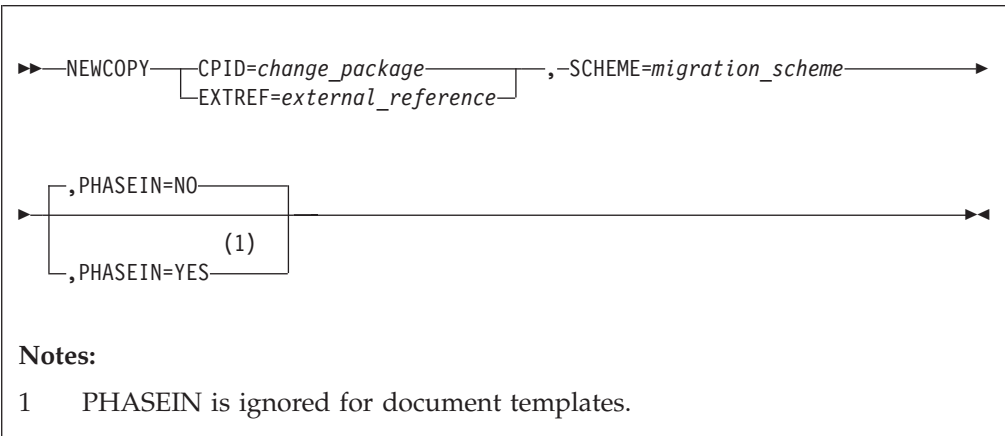 NEWCOPY CPID=change_package , SCHEME=migration_scheme
EXTREF=external_reference
,PHASEIN=NO
(1)
,PHASEIN=YES
Notes:
1 PHASEIN is ignored for document templates.